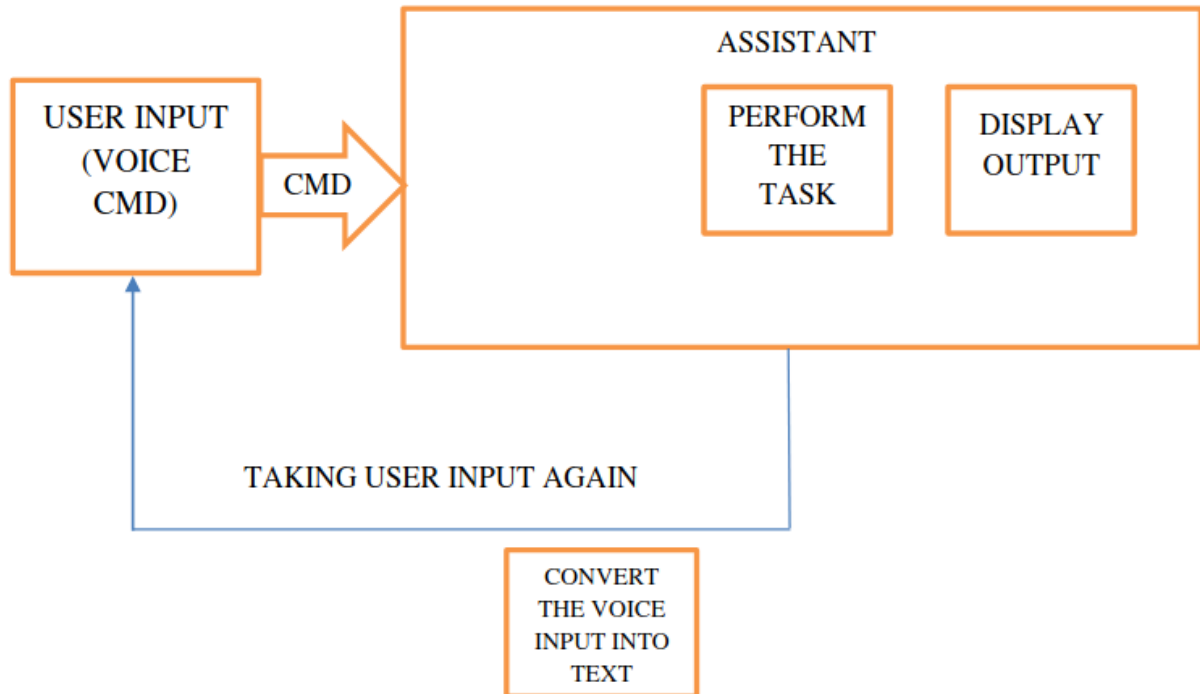 ASSISTANT
USER INPUT
(VOICE
CMD)
CMD
PERFORM
THE
TASK
DISPLAY
OUTPUT
TAKING USER INPUT AGAIN
CONVERT
THE VOICE
INPUT INTO
TEXT